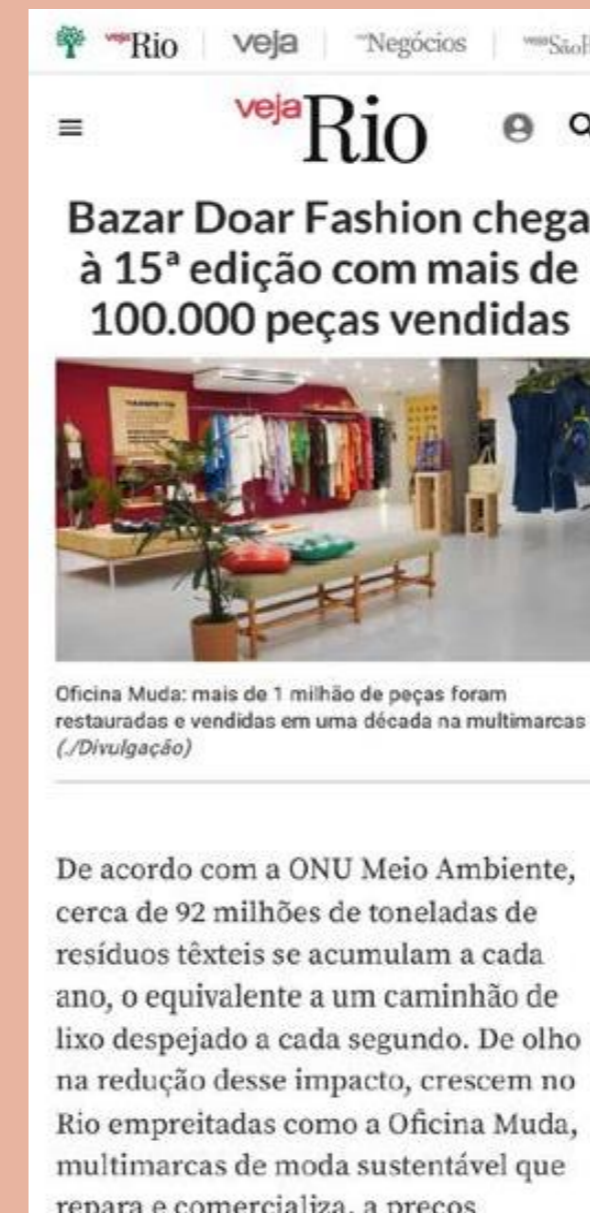 veja Rio veja Negócios
veja Rio
Bazar Doar Fashion chega
à 15ª edição com mais de
100.000 peças vendidas
Oficina Muda: mais de 1 milhão de peças foram
restauradas e vendidas em uma década na multimarcas
(./Divulgação)
De acordo com a ONU Meio Ambiente,
cerca de 92 milhões de toneladas de
resíduos têxteis se acumulam a cada
ano, o equivalente a um caminhão de
lixo despejado a cada segundo. De olho
na redução desse impacto, crescem no
Rio empreitadas como a Oficina Muda,
multimarcas de moda sustentável que
repara e comercializa, a preços